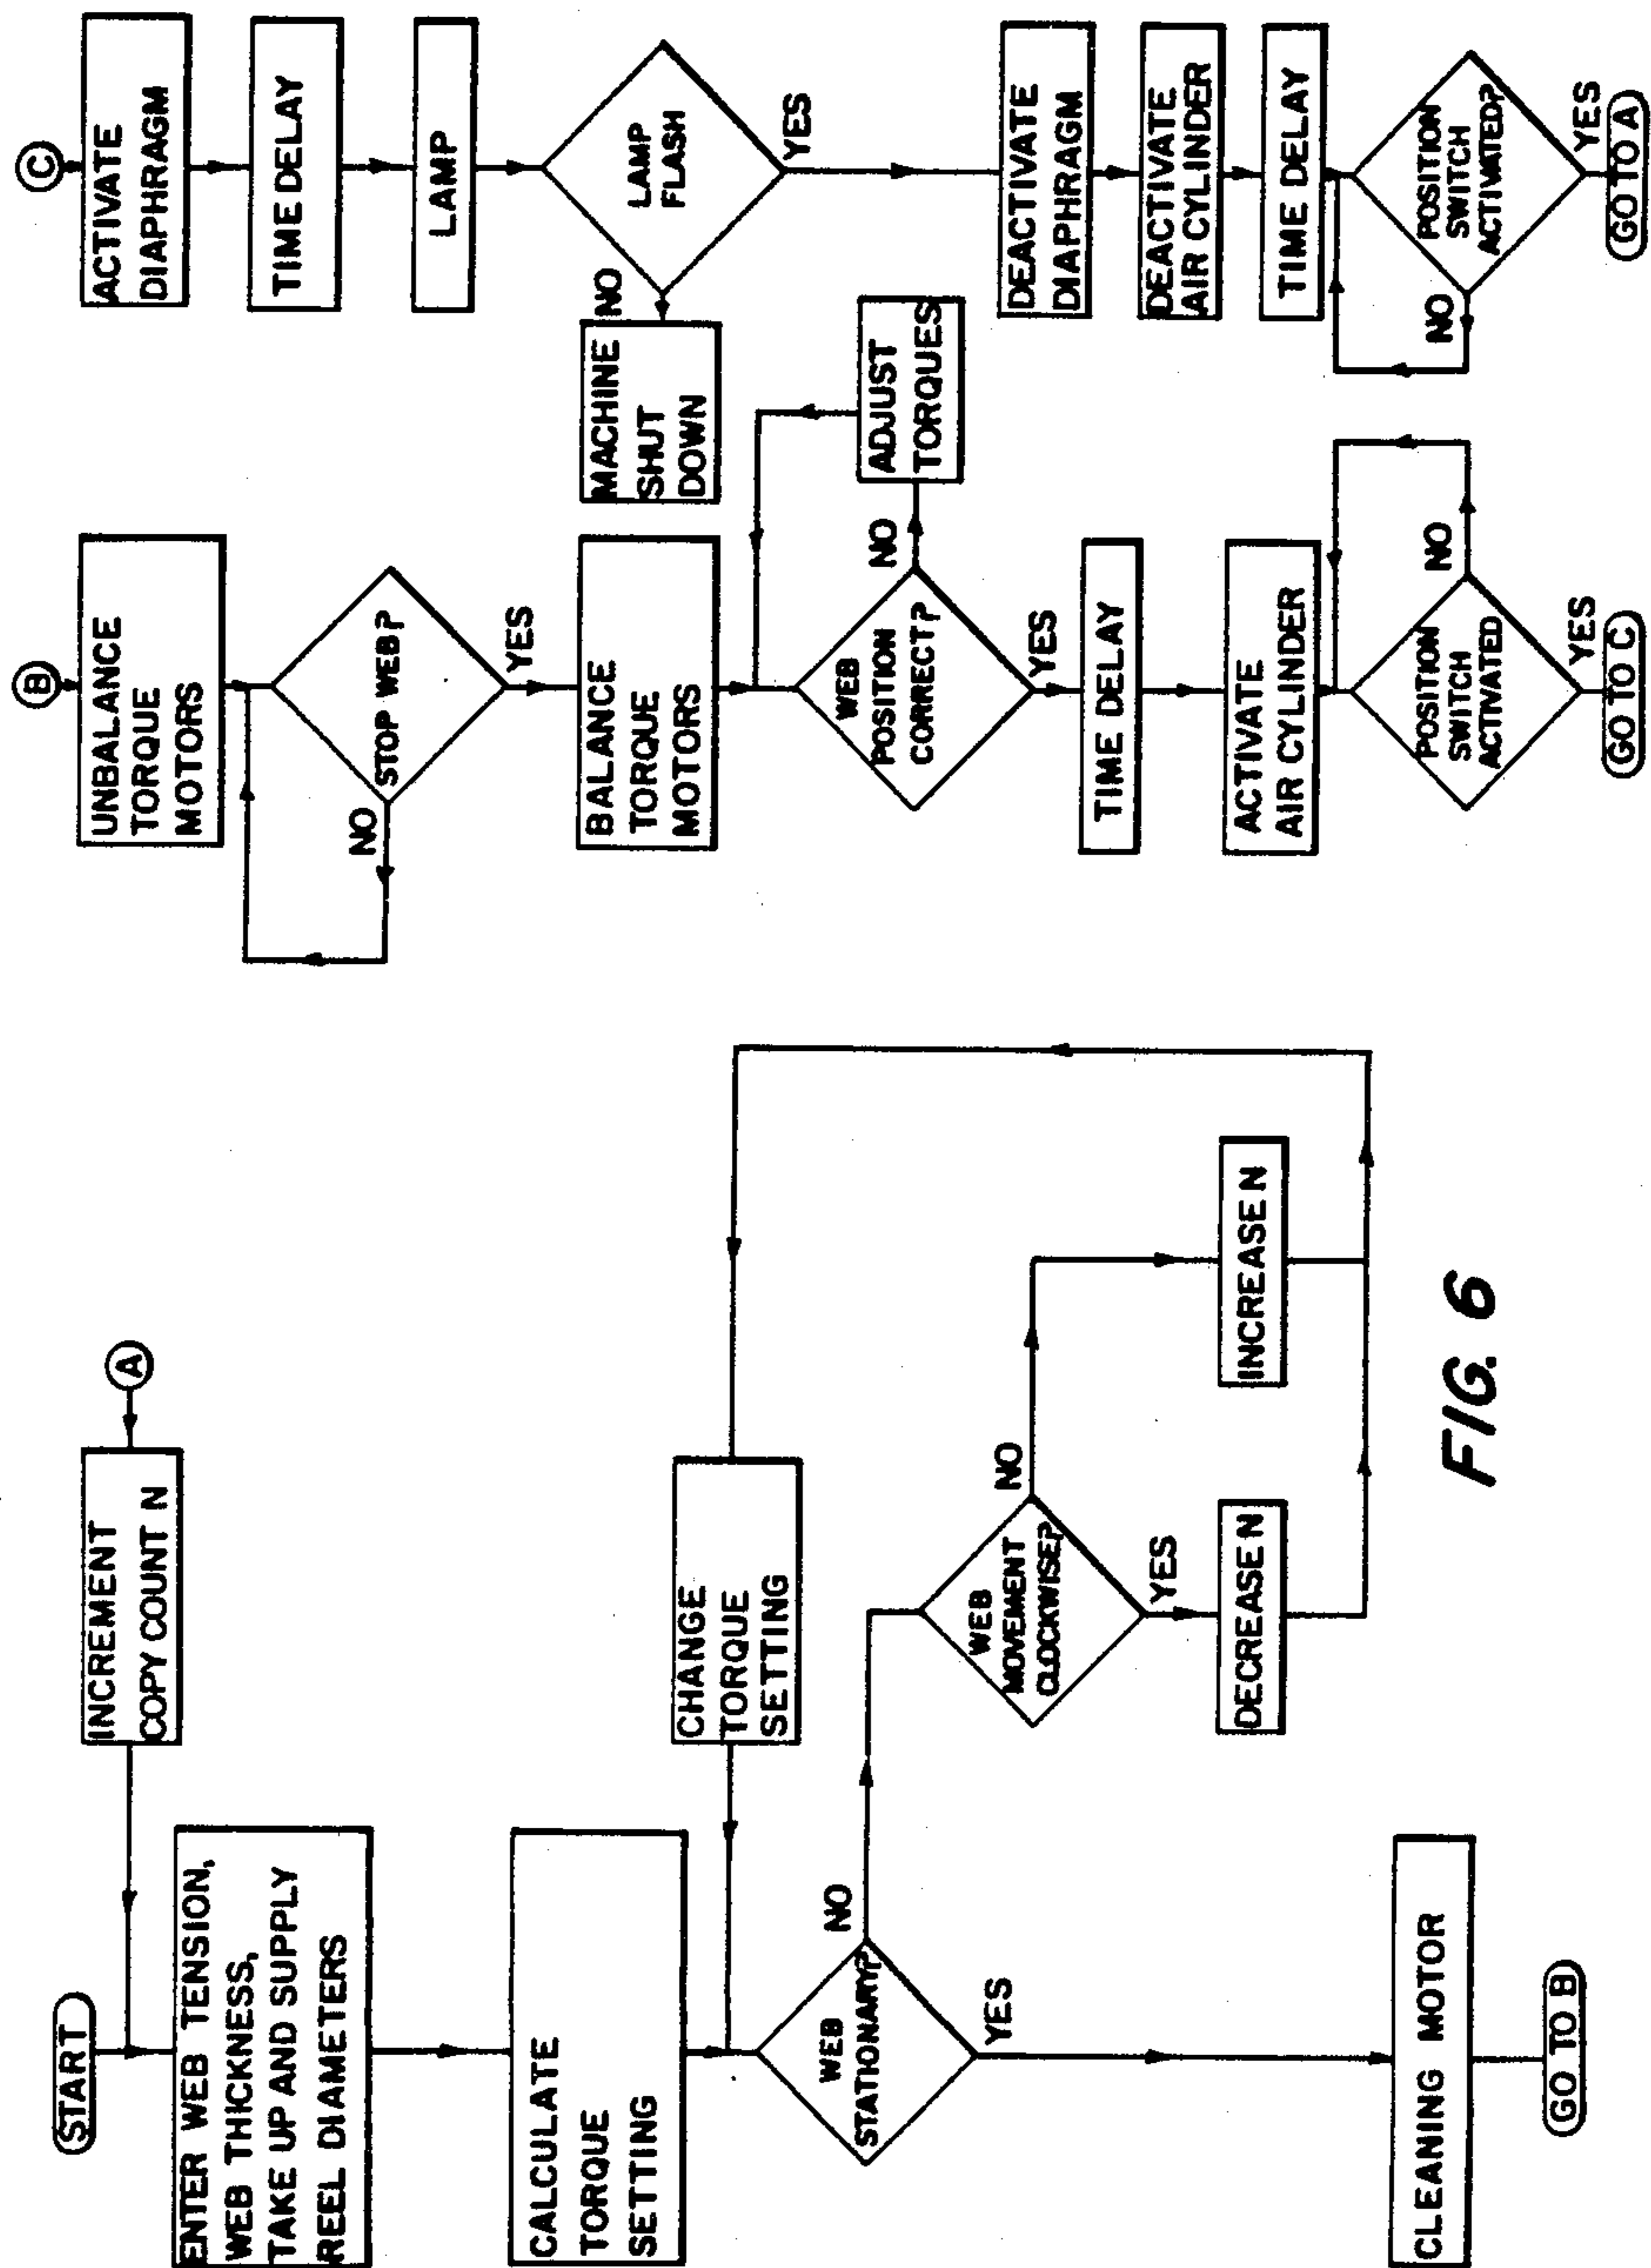 START
A
INCREMENT
COPY COUNT N
ENTER WEB TENSION,
WEB THICKNESS,
TAKE UP AND SUPPLY
REEL DIAMETERS
CALCULATE
TORQUE
SETTING
CHANGE
TORQUE
SETTING
WEB
STATIONARY?
NO
YES
WEB
MOVEMENT
CLOCKWISE?
NO
YES
DECREASE N
INCREASE N
CLEANING MOTOR
GO TO B
B
UNBALANCE
TORQUE
MOTORS
STOP WEB?
NO
YES
BALANCE
TORQUE
MOTORS
WEB
POSITION
CORRECT?
NO
ADJUST
TORQUES
YES
TIME DELAY
ACTIVATE
AIR CYLINDER
POSITION
SWITCH
ACTIVATED
NO
YES
GO TO C
C
ACTIVATE
DIAPHRAGM
TIME DELAY
LAMP
LAMP
FLASH
NO
MACHINE
SHUT
DOWN
YES
DEACTIVATE
DIAPHRAGM
DEACTIVATE
AIR CYLINDER
TIME DELAY
POSITION
SWITCH
ACTIVATED?
NO
YES
GO TO A
FIG. 6